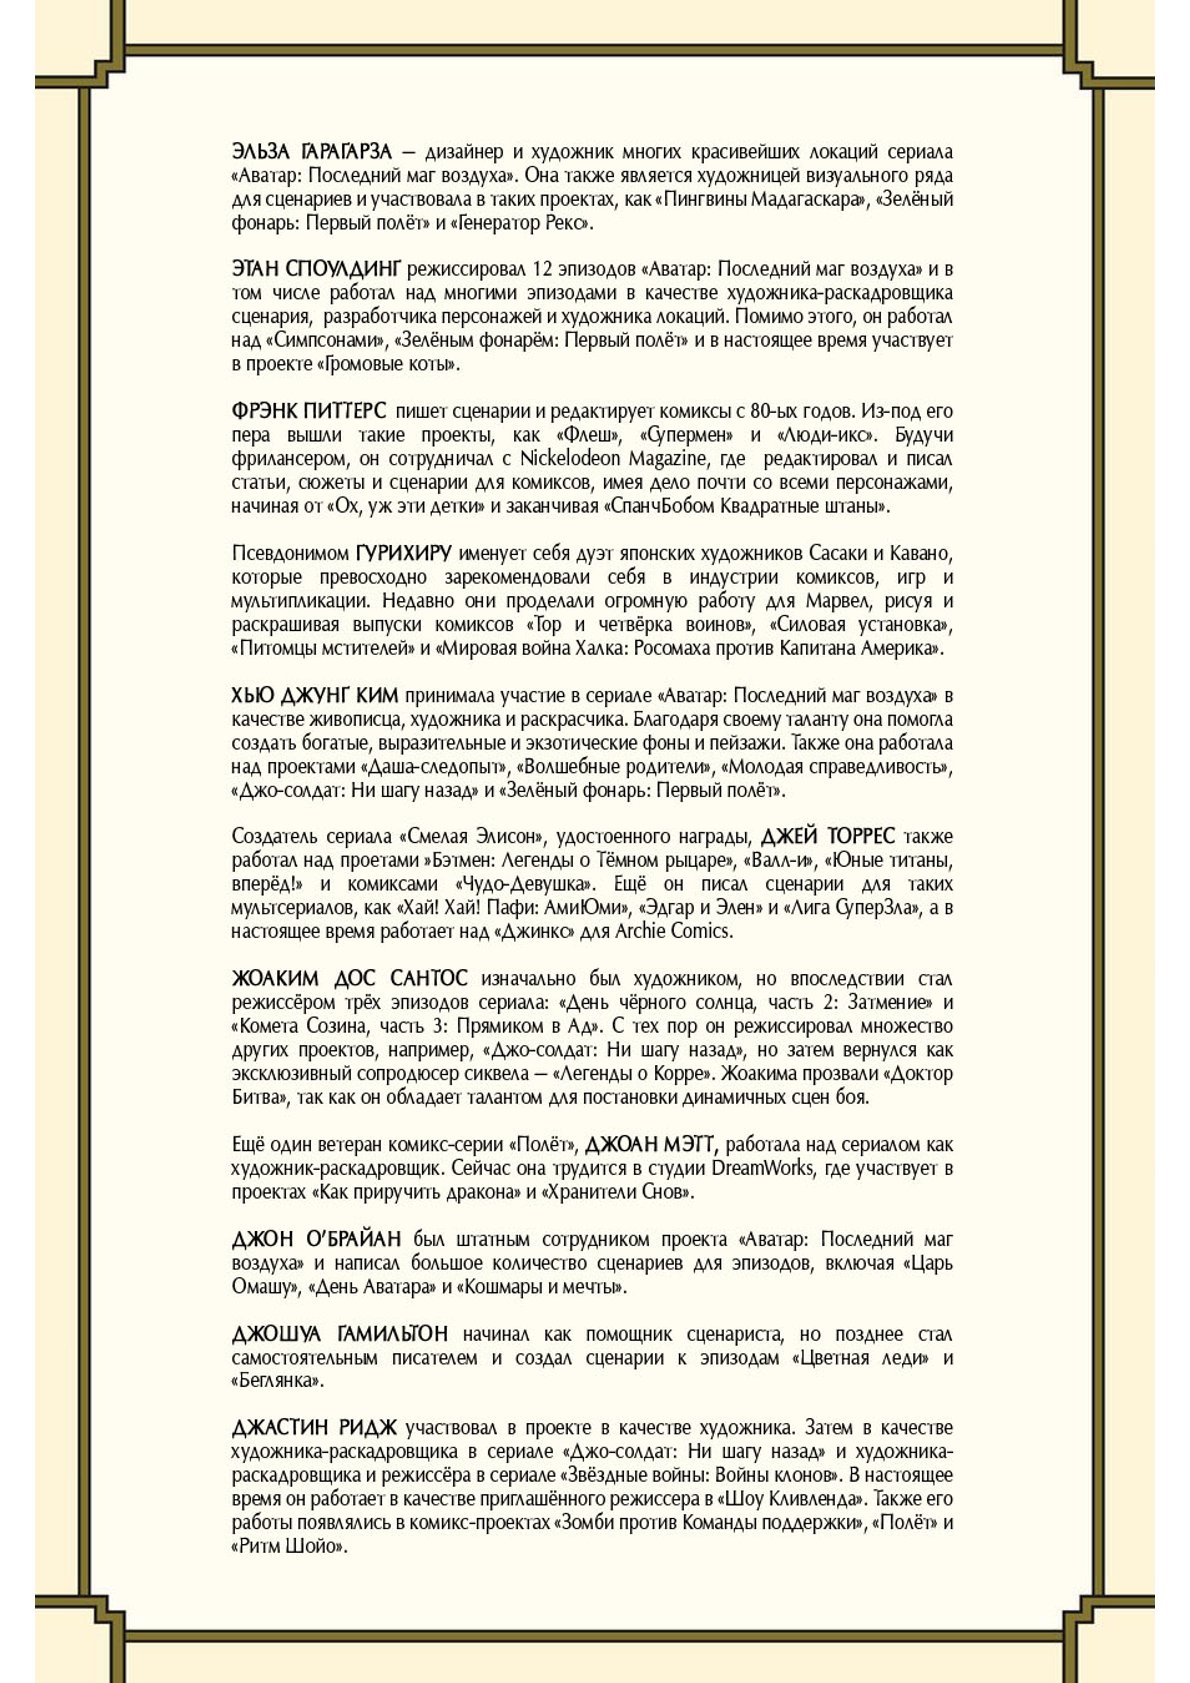 ЭЛЬЗА ГАРАГАРЗА — дизайнер и художник многих красивейших локаций сериала
«Аватар: Последний маг воздуха». Она также является художницей визуального ряда
для сценариев и участвовала в таких проектах, как «Пингвины Мадагаскара», «Зелёный
фонарь: Первый полёт» и «Генератор Рекс».
ЭТАН СПОУЛДИНГ режиссировал 12 эпизодов «Аватар: Последний маг воздуха» и в
том числе работал над многими эпизодами в качестве художника-раскадровщика
сценария, разработчика персонажей и художника локаций. Помимо этого, он работал
над «Симпсонами», «Зелёным фонарём: Первый полёт» и в настоящее время участвует
в проекте «Громовые коты».
ФРЭНК ПИТТЕРС пишет сценарии и редактирует комиксы с 80-ых годов. Из-под его
пера вышли такие проекты, как «Флеш», «Супермен» и «Люди-икс». Будучи
фрилансером, он сотрудничал с Nickelodeon Magazine, где редактировал и писал
статьи, сюжеты и сценарии для комиксов, имея дело почти со всеми персонажами,
начиная от «Ох, уж эти детки» и заканчивая «СпанчБобом Квадратные штаны».
Псевдонимом ГУРИХИРУ именует себя дуэт японских художников Сасаки и Кавано,
которые превосходно зарекомендовали себя в индустрии комиксов, игр и
мультипликации. Недавно они проделали огромную работу для Марвел, рисуя и
раскрашивая выпуски комиксов «Тор и четвёрка воинов», «Силовая установка»,
«Питомцы мстителей» и «Мировая война Халка: Росомаха против Капитана Америка».
ХЬЮ ДЖУНГ КИМ принимала участие в сериале «Аватар: Последний маг воздуха» в
качестве живописца, художника и раскрасчика. Благодаря своему таланту она помогла
создать богатые, выразительные и экзотические фоны и пейзажи. Также она работала
над проектами «Даша-следопыт», «Волшебные родители», «Молодая справедливость»,
«Джо-солдат: Ни шагу назад» и «Зелёный фонарь: Первый полёт».
Создатель сериала «Смелая Элисон», удостоенного награды, ДЖЕЙ ТОРРЕС также
работал над проетами »Бэтмен: Легенды о Тёмном рыцаре», «Валл-и», «Юные титаны,
вперёд!» и комиксами «Чудо-Девушка». Ещё он писал сценарии для таких
мультсериалов, как «Хай! Хай! Пафи: АмиЮми», «Эдгар и Элен» и «Лига СуперЗла», а в
настоящее время работает над «Джинкс» для Archie Comics.
ЖОАКИМ ДОС САНТОС изначально был художником, но впоследствии стал
режиссёром трёх эпизодов сериала: «День чёрного солнца, часть 2: Затмение» и
«Комета Созина, часть 3: Прямиком в Ад». С тех пор он режиссировал множество
других проектов, например, «Джо-солдат: Ни шагу назад», но затем вернулся как
эксклюзивный сопродюсер сиквела — «Легенды о Корре». Жоакима прозвали «Доктор
Битва», так как он обладает талантом для постановки динамичных сцен боя.
Ещё один ветеран комикс-серии «Полёт», ДЖОАН МЭТТ, работала над сериалом как
художник-раскадровщик. Сейчас она трудится в студии DreamWorks, где участвует в
проектах «Как приручить дракона» и «Хранители Снов».
ДЖОН О'БРАЙАН был штатным сотрудником проекта «Аватар: Последний маг
воздуха» и написал большое количество сценариев для эпизодов, включая «Царь
Омашу», «День Аватара» и «Кошмары и мечты».
ДЖОШУА ГАМИЛЬТОН начинал как помощник сценариста, но позднее стал
самостоятельным писателем и создал сценарии к эпизодам «Цветная леди» и
«Беглянка».
ДЖАСТИН РИДЖ участвовал в проекте в качестве художника. Затем в качестве
художника-раскадровщика в сериале «Джо-солдат: Ни шагу назад» и художника-
раскадровщика и режиссёра в сериале «Звёздные войны: Войны клонов». В настоящее
время он работает в качестве приглашённого режиссера в «Шоу Кливленда». Также его
работы появлялись в комикс-проектах «Зомби против Команды поддержки», «Полёт» и
«Ритм Шойо».